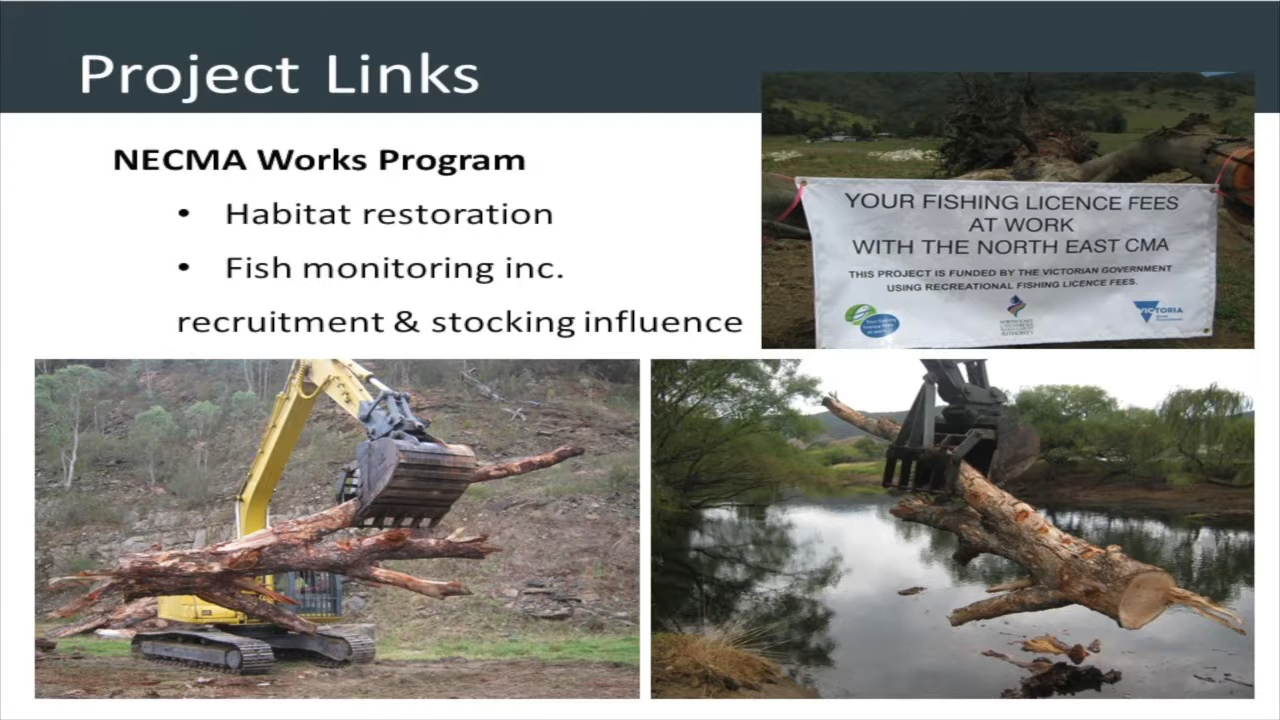 Project Links
NECMA Works Program
• Habitat restoration
• Fish monitoring inc.
recruitment & stocking influence
YOUR FISHING LICENCE FEES
AT WORK
WITH THE NORTH EAST CMA
THIS PROJECT IS FUNDED BY THE VICTORIAN GOVERNMENT
USING RECREATIONAL FISHING LICENCE FEES.
VICTORIA